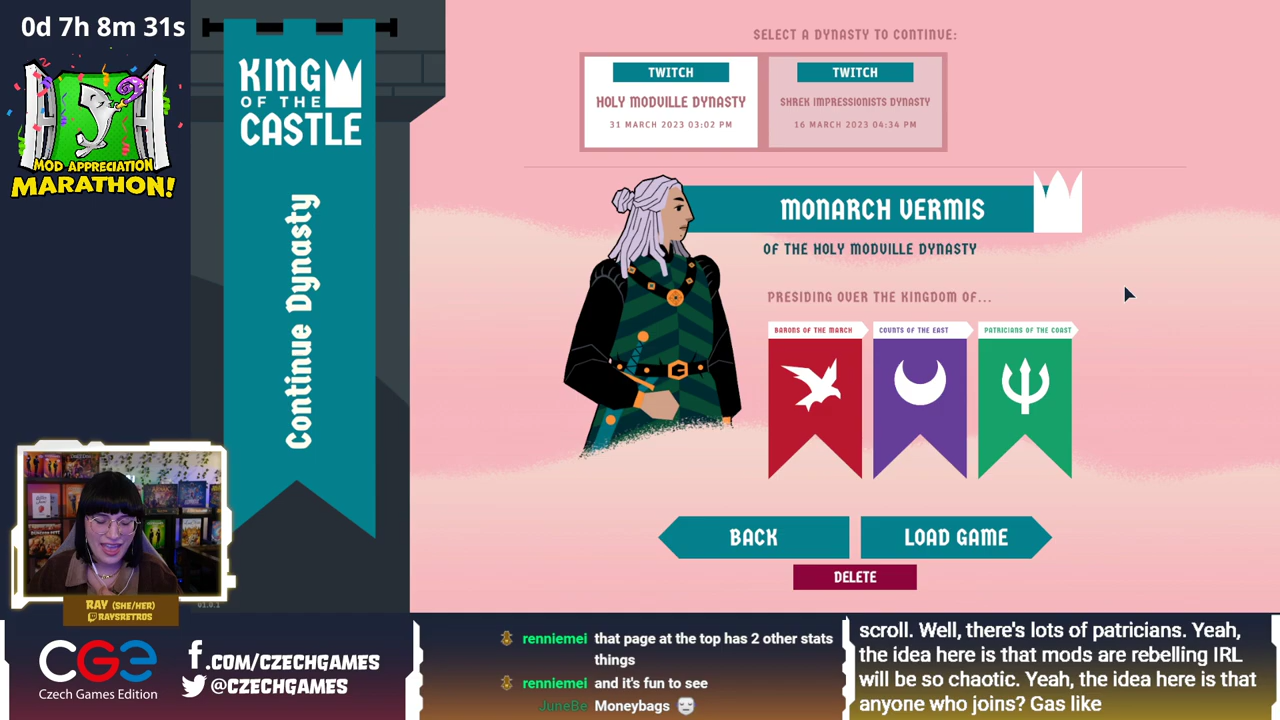 0d 7h 8m 31s
MOD APPRECIATION
MARATHON!
KING
OF THE
CASTLE
Continue Dynasty
SELECT A DYNASTY TO CONTINUE:
TWITCH
HOLY MODVILLE DYNASTY
31 MARCH 2023 03:02 PM
TWITCH
SHREK IMPRESSIONISTS DYNASTY
16 MARCH 2023 04:34 PM
MONARCH VERMIS
OF THE HOLY MODVILLE DYNASTY
PRESIDING OVER THE KINGDOM OF...
BARONS OF THE MARCH
COUNTS OF THE EAST
PATRICIANS OF THE COAST
BACK
LOAD GAME
DELETE
RAY (SHE/HER)
RAYSRETROS
V1.0.1
CGE
Czech Games Edition
f.COM/CZECHGAMES
@CZECHGAMES
renniemei that page at the top has 2 other stats
things
renniemei and it's fun to see
JuneBe Moneybags
scroll. Well, there's lots of patricians. Yeah,
the idea here is that mods are rebelling IRL
will be so chaotic. Yeah, the idea here is that
anyone who joins? Gas like